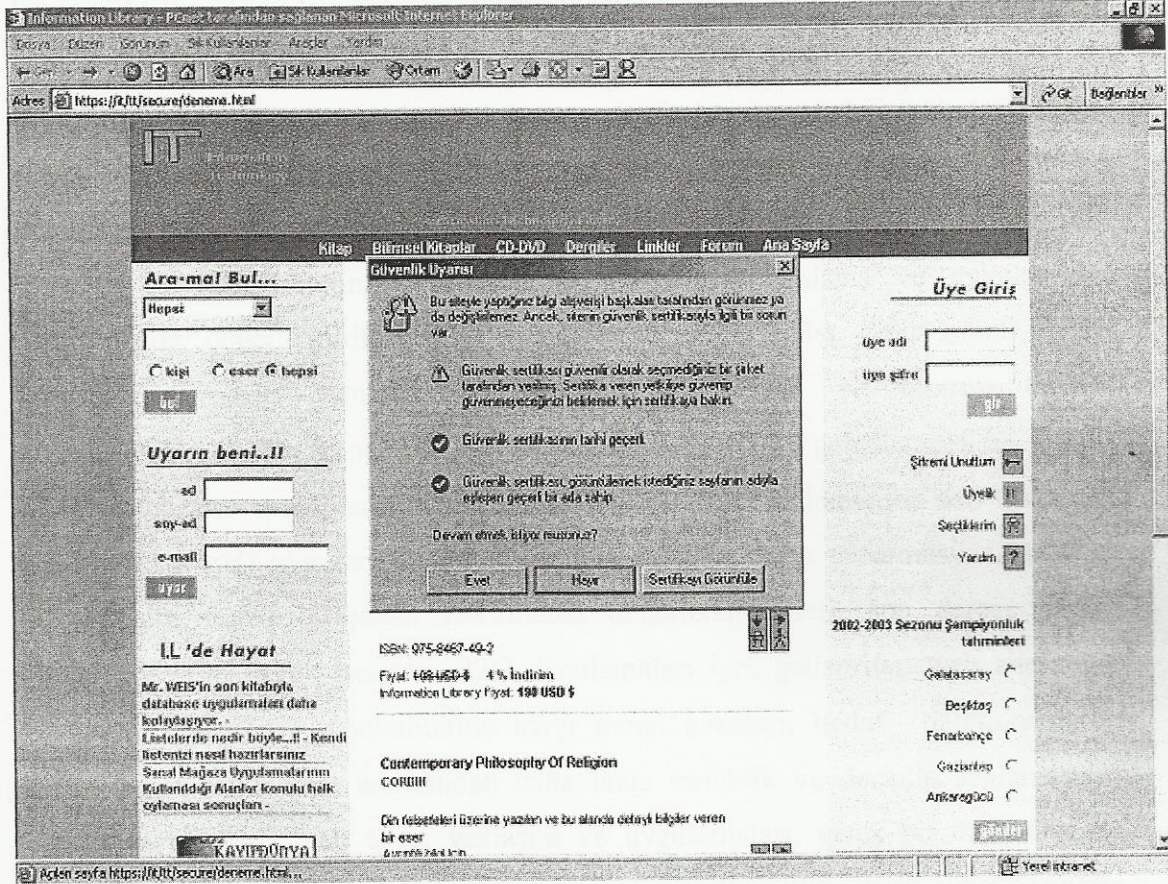 Information Library - PCnet tarafından sağlanan Microsoft Internet Explorer
Dosya Düzen Görünüm Sık Kullanılanlar Araçlar Yardım
Ara Sık Kullanılanlar Ortam
Adres https://it/tt/secure/deneme.html Git Bağlantılar »
IT
Kitap Bilimsel Kitaplar CD-DVD Dergiler Linkler Forum Ana Sayfa
Ara-ma! Bul...
Hepsi
kişi eser hepsi
bul
Uyarın beni..!!
ad
soy-ad
e-mail
uyar
I.L 'de Hayat
Mr. WEIS'in son kitabıyla
database uygulamaları daha
kolaylaşıyor. -
Listelerde nedir böyle...!! - Kendi
listenizi nasıl hazırlarsınız
Sanal Mağaza Uygulamalarının
Kullanıldığı Alanlar konulu halk
oylaması sonuçları -
KAYIPDÜNYA
Güvenlik Uyarısı
Bu siteyle yaptığınız bilgi alışverişi başkaları tarafından görünmez ya
da değiştirilemez. Ancak, sitenin güvenlik sertifikasıyla ilgili bir sorun
var.
Güvenlik sertifikası güvenilir olarak seçmediğiniz bir şirket
tarafından verilmiş. Sertifika veren yetkiliye güvenip
güvenmeyeceğinizi belirlemek için sertifikaya bakın.
Güvenlik sertifikasının tarihi geçerli.
Güvenlik sertifikası, görüntülemek istediğiniz sayfanın adıyla
eşleşen geçerli bir ada sahip.
Devam etmek istiyor musunuz?
Evet Hayır Sertifikayı Görüntüle
ISBN: 975-8467-49-2
Fiyat: USD $ 4 % İndirim
Information Library Fiyat: 190 USD $
Contemporary Philosophy Of Religion
Din felsefeleri üzerine yazılan ve bu alanda detaylı bilgiler veren
bir eser
Üye Giriş
üye adı
üye şifre
gir
Şifremi Unuttum
Üyelik
Seçtiklerim
Yardım ?
2002-2003 Sezonu Şampiyonluk
tahminleri
Galatasaray
Beşiktaş
Fenerbahçe
Gaziantep
Ankaragücü
gönder
Açılan sayfa https://it/tt/secure/deneme.html...
Yerel intranet